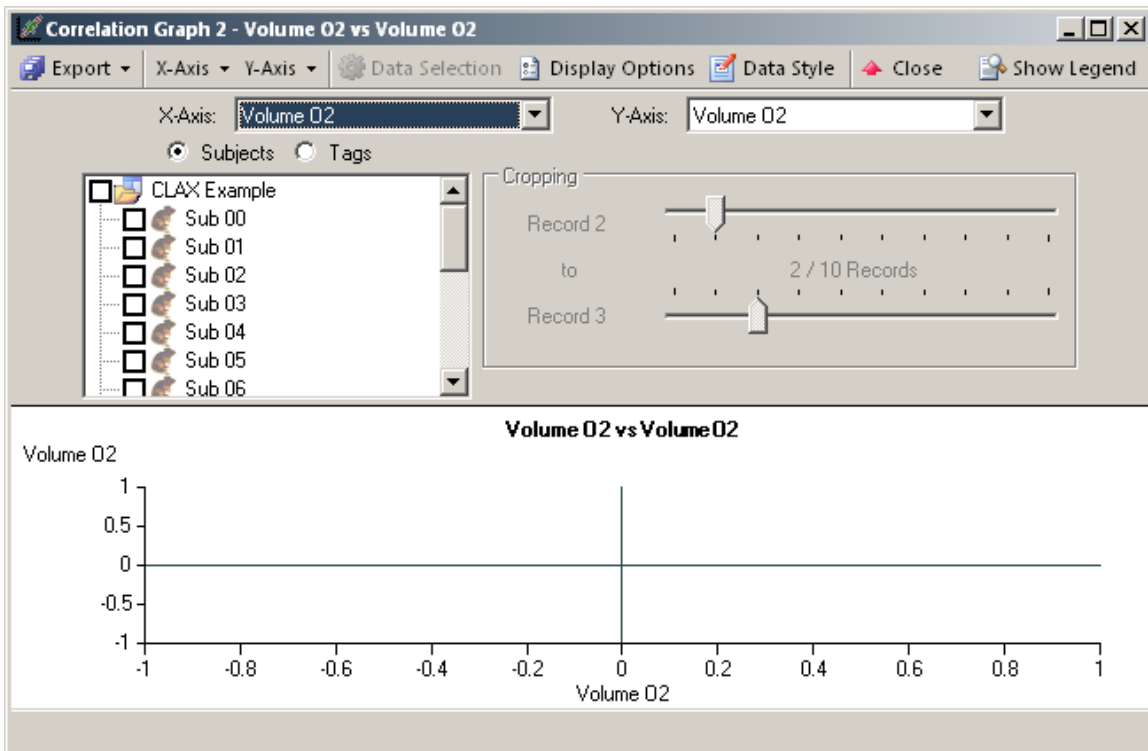 Correlation Graph 2 - Volume O2 vs Volume O2
Export X-Axis Y-Axis Data Selection Display Options Data Style Close Show Legend
X-Axis: Volume O2 Y-Axis: Volume O2
Subjects Tags
CLAX Example
Sub 00
Sub 01
Sub 02
Sub 03
Sub 04
Sub 05
Sub 06
Cropping
Record 2
to 2 / 10 Records
Record 3
Volume O2 vs Volume O2
Volume O2
1
0.5
0
-0.5
-1
-1 -0.8 -0.6 -0.4 -0.2 0 0.2 0.4 0.6 0.8 1
Volume O2